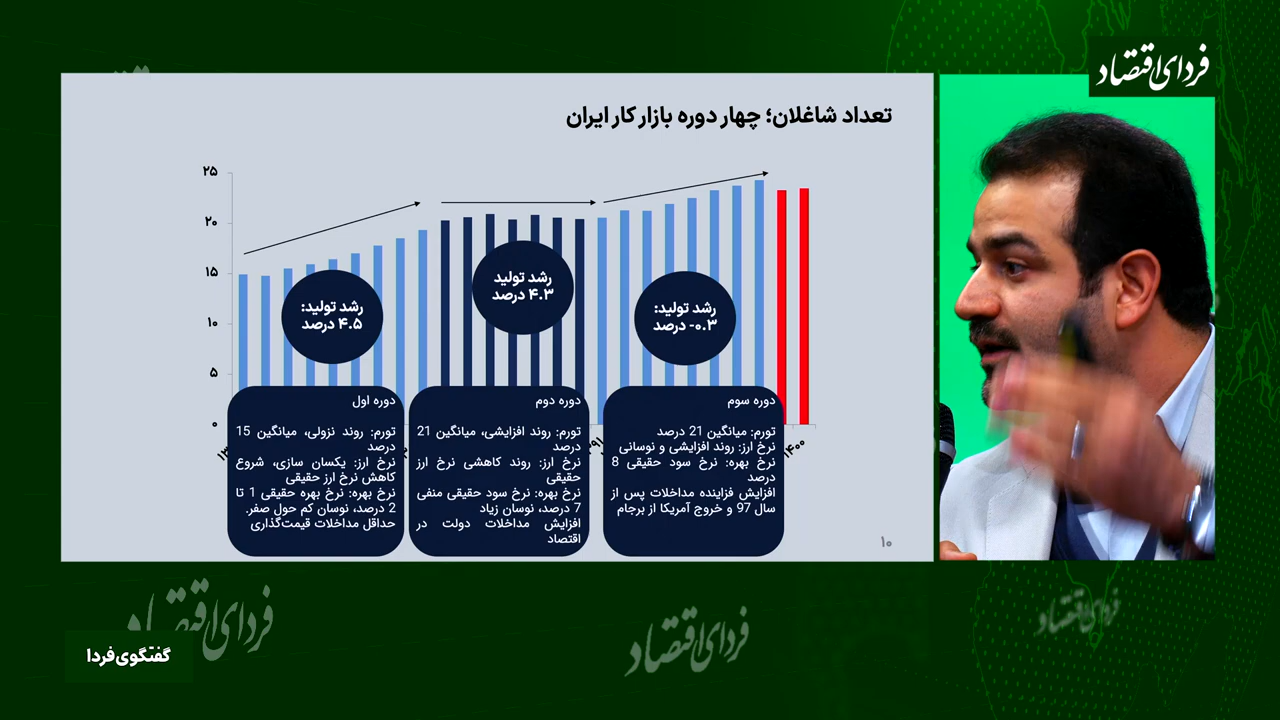 فردای اقتصاد
تعداد شاغلان؛ چهار دوره بازار کار ایران
۲۵
۲۰
۱۵
۱۰
۵
۰
رشد تولید:
۴.۵ درصد
رشد تولید
۴.۳ درصد
رشد تولید:
-۰.۳ درصد
دوره اول
تورم: روند نزولی، میانگین 15
درصد
نرخ ارز: یکسان سازی، شروع
کاهش نرخ ارز حقیقی
نرخ بهره: نرخ بهره حقیقی 1 تا
2 درصد، نوسان کم حول صفر.
حداقل مداخلات قیمت‌گذاری
دوره دوم
تورم: روند افزایشی، میانگین 21
درصد
نرخ ارز: روند کاهشی نرخ ارز
حقیقی
نرخ بهره: نرخ سود حقیقی منفی
7 درصد، نوسان زیاد
افزایش مداخلات دولت در
اقتصاد
دوره سوم
تورم: میانگین 21 درصد
نرخ ارز: روند افزایشی و نوسانی
نرخ بهره: نرخ سود حقیقی 8
درصد
افزایش فزاینده مداخلات پس از
سال 97 و خروج آمریکا از برجام
۱۴۰۰
۱۰
فردای اقتصاد
فردای اقتصاد
فردای اقتصاد
گفتگوی فردا